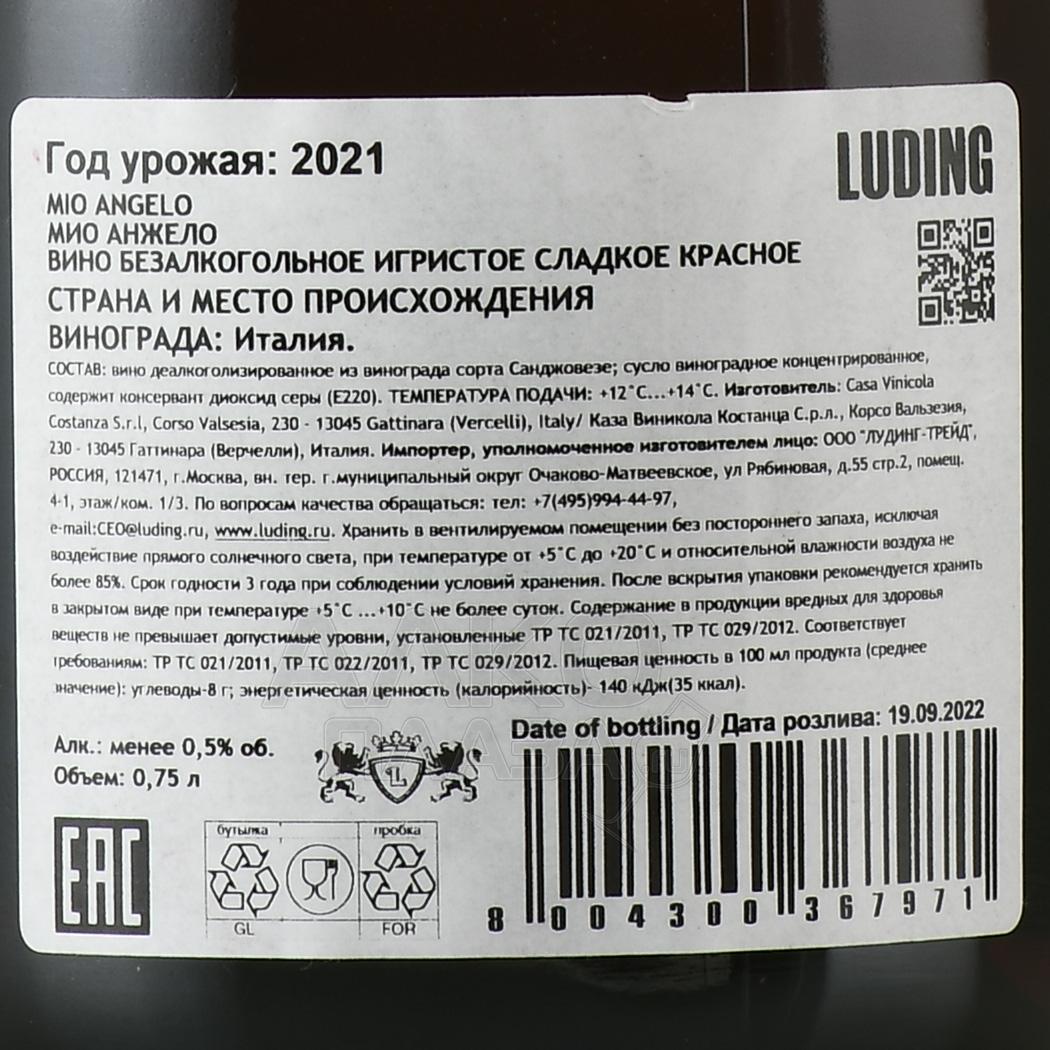 Год урожая: 2021
LUDING
MIO ANGELO
МИО АНЖЕЛО
ВИНО БЕЗАЛКОГОЛЬНОЕ ИГРИСТОЕ СЛАДКОЕ КРАСНОЕ
СТРАНА И МЕСТО ПРОИСХОЖДЕНИЯ
ВИНОГРАДА: Италия.
СОСТАВ: вино деалкоголизированное из винограда сорта Санджовезе; сусло виноградное концентрированное,
содержит консервант диоксид серы (Е220). ТЕМПЕРАТУРА ПОДАЧИ: +12˚С...+14˚С. Изготовитель: Casa Vinicola
Costanza S.r.l, Corso Valsesia, 230 - 13045 Gattinara (Vercelli), Italy/ Каза Виникола Костанца С.р.л., Корсо Вальзезия,
230 - 13045 Гаттинара (Верчелли), Италия. Импортер, уполномоченное изготовителем лицо: ООО "ЛУДИНГ-ТРЕЙД",
РОССИЯ, 121471, г.Москва, вн. тер. г.муниципальный округ Очаково-Матвеевское, ул Рябиновая, д.55 стр.2, помещ.
4-1, этаж/ком. 1/3. По вопросам качества обращаться: тел: +7(495)994-44-97,
e-mail:CEO@luding.ru, www.luding.ru. Хранить в вентилируемом помещении без постороннего запаха, исключая
воздействие прямого солнечного света, при температуре от +5˚С до +20˚С и относительной влажности воздуха не
более 85%. Срок годности 3 года при соблюдении условий хранения. После вскрытия упаковки рекомендуется хранить
в закрытом виде при температуре +5˚С ...+10˚С не более суток. Содержание в продукции вредных для здоровья
веществ не превышает допустимые уровни, установленные ТР ТС 021/2011, ТР ТС 029/2012. Соответствует
требованиям: ТР ТС 021/2011, ТР ТС 022/2011, ТР ТС 029/2012. Пищевая ценность в 100 мл продукта (среднее
значение): углеводы-8 г; энергетическая ценность (калорийность)- 140 кДж(35 ккал).
Date of bottling / Дата розлива: 19.09.2022
Алк.: менее 0,5% об.
Объем: 0,75 л
АЛКО
ПЛАЗА
L
EAC
бутылка
пробка
GL
FOR
8 004300 367971